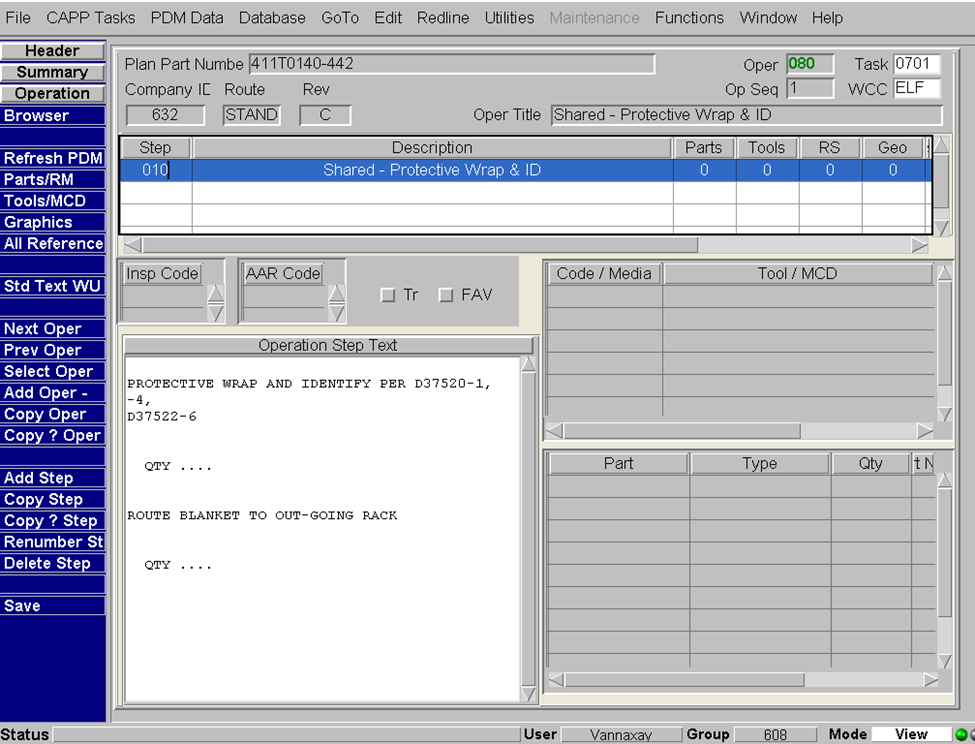 File CAPP Tasks PDM Data Database GoTo Edit Redline Utilities Maintenance Functions Window Help
Header
Summary
Operation
Browser
Refresh PDM
Parts/RM
Tools/MCD
Graphics
All Reference
Std Text WU
Next Oper
Prev Oper
Select Oper
Add Oper -
Copy Oper
Copy ? Oper
Add Step
Copy Step
Copy ? Step
Renumber St
Delete Step
Save
Plan Part Numbe 411T0140-442 Oper 080 Task 0701
Company ID Route Rev Op Seq 1 WCC ELF
632 STAND C Oper Title Shared - Protective Wrap & ID
Step Description Parts Tools RS Geo
010 Shared - Protective Wrap & ID 0 0 0 0
Insp Code AAR Code Tr FAV
Code / Media Tool / MCD
Operation Step Text
PROTECTIVE WRAP AND IDENTIFY PER D37520-1,
-4,
D37522-6
QTY ....
ROUTE BLANKET TO OUT-GOING RACK
QTY ....
Part Type Qty t N
Status User Vannaxay Group 608 Mode View